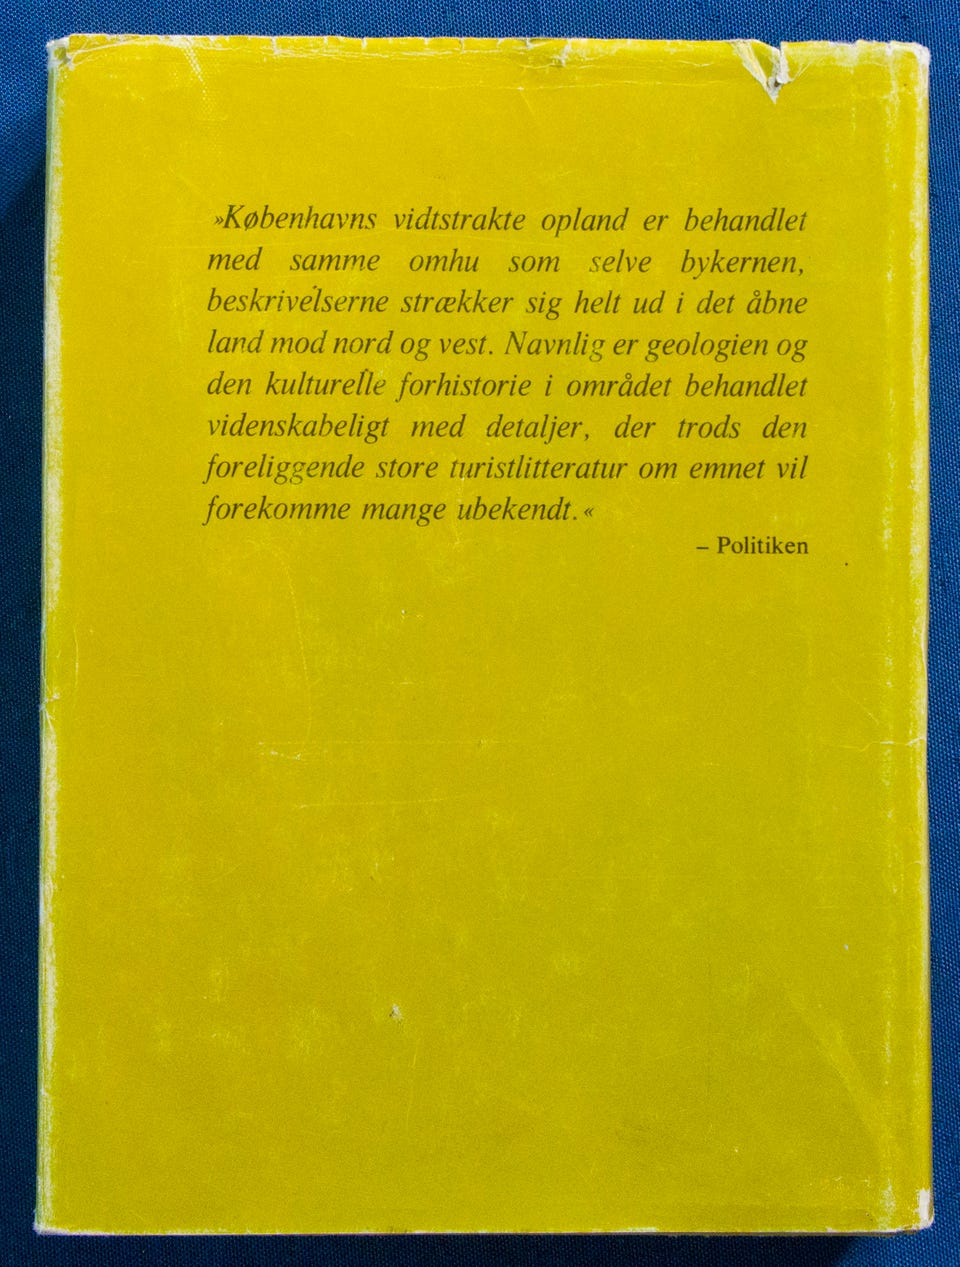 »Københavns vidtstrakte opland er behandlet
med samme omhu som selve bykernen,
beskrivelserne strækker sig helt ud i det åbne
land mod nord og vest. Navnlig er geologien og
den kulturelle forhistorie i området behandlet
videnskabeligt med detaljer, der trods den
foreliggende store turistlitteratur om emnet vil
forekomme mange ubekendt.«
– Politiken